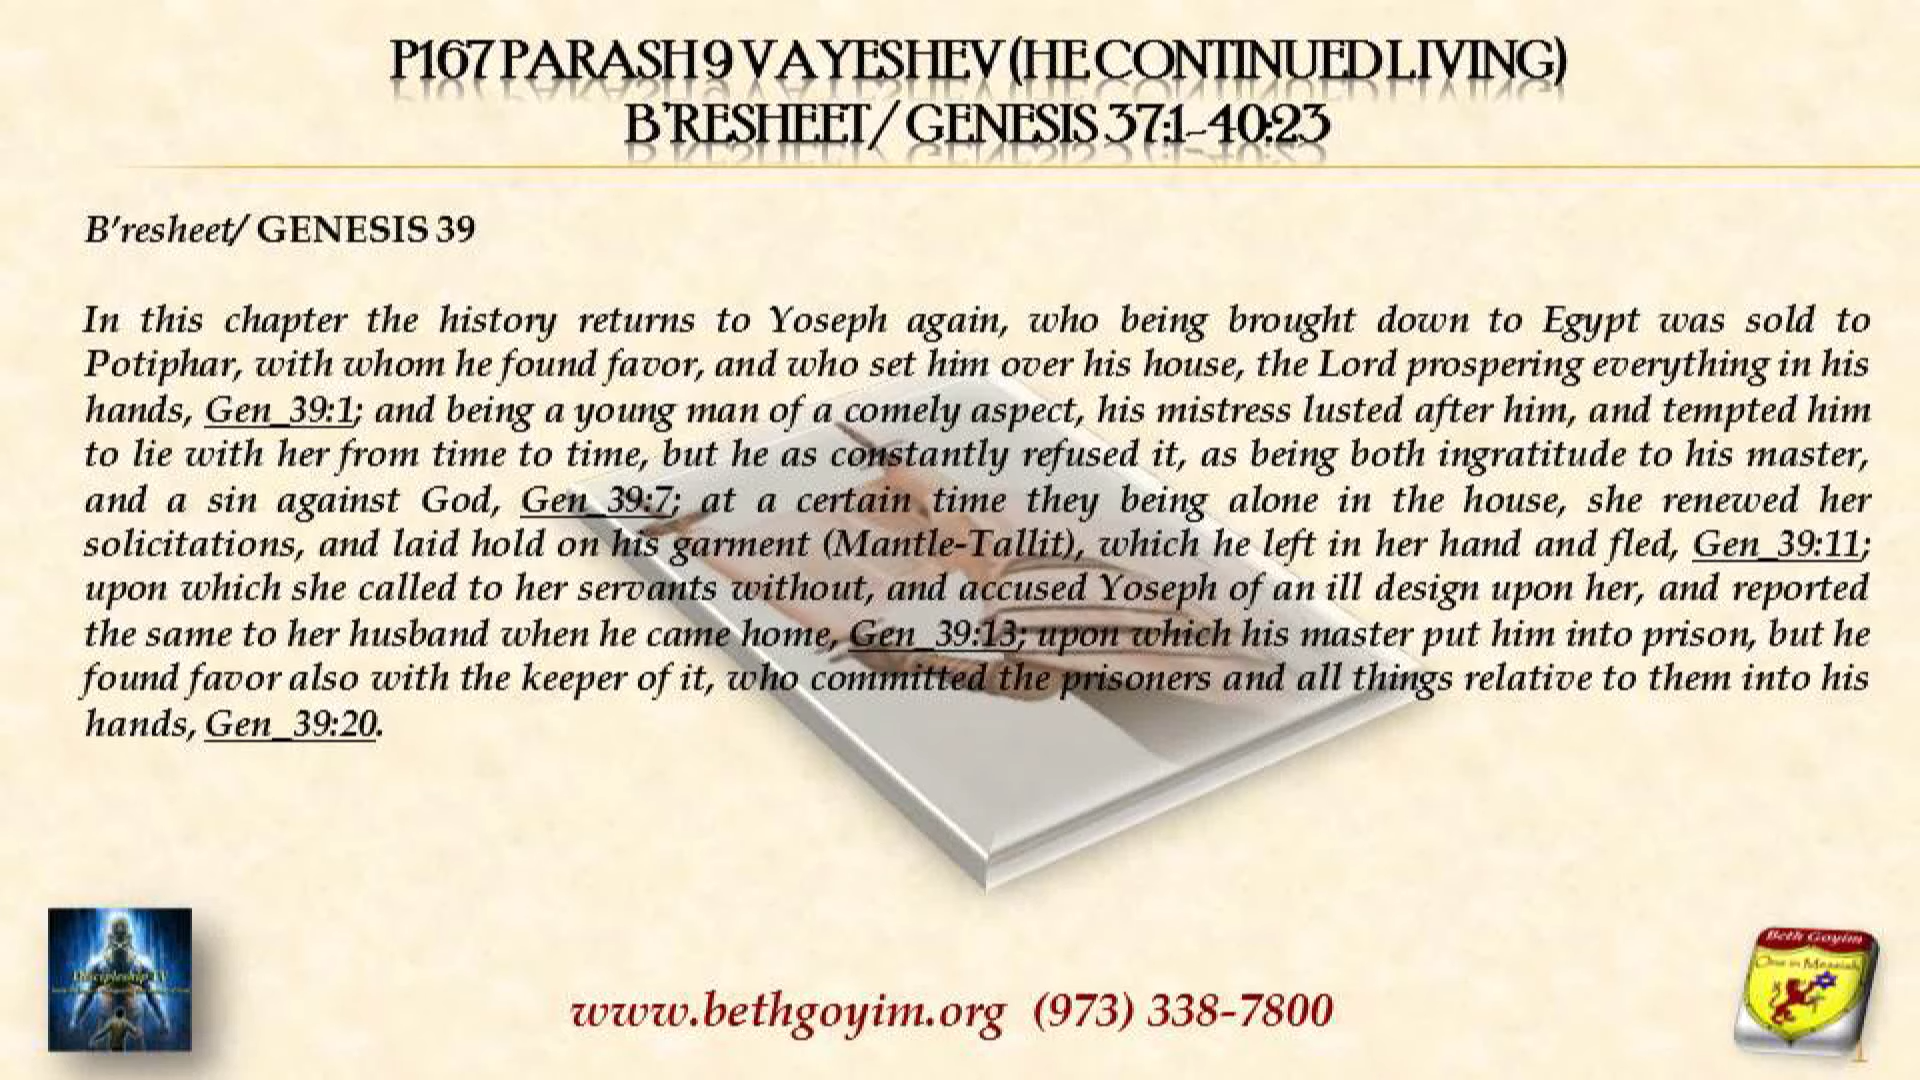 P167 PARASH 9 VAYESHEV (HE CONTINUED LIVING)
B'RESHEET/ GENESIS 37:1-40:23
B'resheet/ GENESIS 39
In this chapter the history returns to Yoseph again, who being brought down to Egypt was sold to
Potiphar, with whom he found favor, and who set him over his house, the Lord prospering everything in his
hands, Gen_39:1; and being a young man of a comely aspect, his mistress lusted after him, and tempted him
to lie with her from time to time, but he as constantly refused it, as being both ingratitude to his master,
and a sin against God, Gen_39:7; at a certain time they being alone in the house, she renewed her
solicitations, and laid hold on his garment (Mantle-Tallit), which he left in her hand and fled, Gen_39:11;
upon which she called to her servants without, and accused Yoseph of an ill design upon her, and reported
the same to her husband when he came home, Gen_39:13; upon which his master put him into prison, but he
found favor also with the keeper of it, who committed the prisoners and all things relative to them into his
hands, Gen_39:20.
Discipleship TV
Beth Goyim
One in Messiah
www.bethgoyim.org (973) 338-7800
1